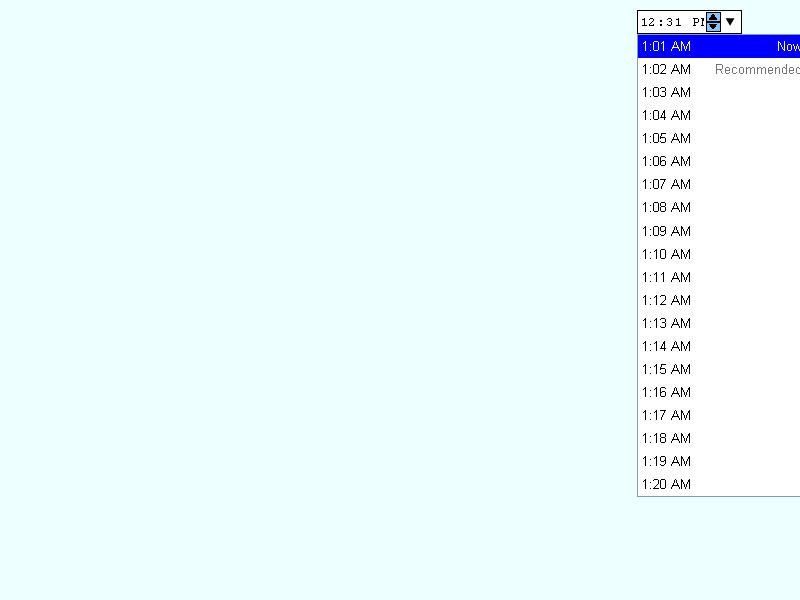 12:31
1:01 AM Now
1:02 AM Recommended
1:03 AM
1:04 AM
1:05 AM
1:06 AM
1:07 AM
1:08 AM
1:09 AM
1:10 AM
1:11 AM
1:12 AM
1:13 AM
1:14 AM
1:15 AM
1:16 AM
1:17 AM
1:18 AM
1:19 AM
1:20 AM